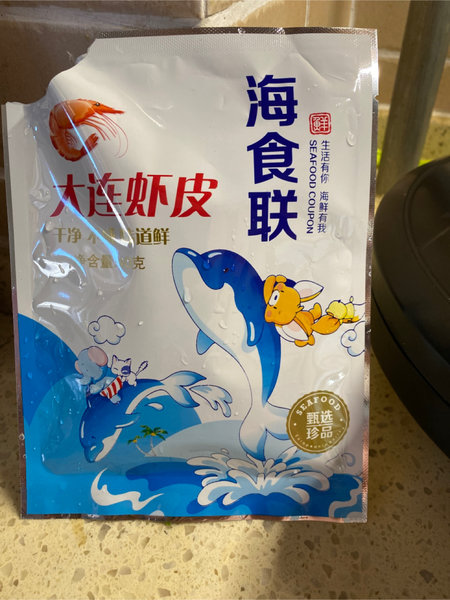 海食联
鲜
生活有你 海鲜有我
SEAFOOD COUPON
大连虾皮
干净 道鲜
净含量 克
SEAFOOD
甄选
珍品